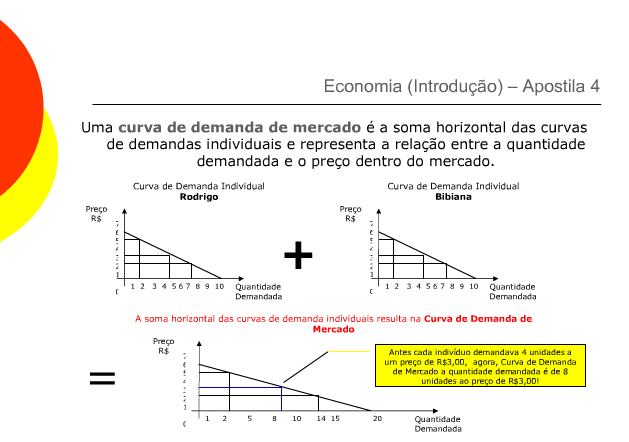 Economia (Introdução) – Apostila 4
Uma curva de demanda de mercado é a soma horizontal das curvas
de demandas individuais e representa a relação entre a quantidade
demandada e o preço dentro do mercado.
Curva de Demanda Individual
Rodrigo
Preço
R$
1 2 3 4 5 6 7 8 9 10
Quantidade
Demandada
+
Curva de Demanda Individual
Bibiana
Preço
R$
1 2 3 4 5 6 7 8 9 10
Quantidade
Demandada
A soma horizontal das curvas de demanda individuais resulta na Curva de Demanda de
Mercado
=
Preço
R$
1 2 5 8 10 14 15 20
Quantidade
Demandada
Antes cada indivíduo demandava 4 unidades a
um preço de R$3,00, agora, Curva de Demanda
de Mercado a quantidade demandada é de 8
unidades ao preço de R$3,00!